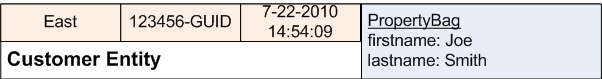 East
123456-GUID
7-22-2010
14:54:09
Customer Entity
PropertyBag
firstname: Joe
lastname: Smith